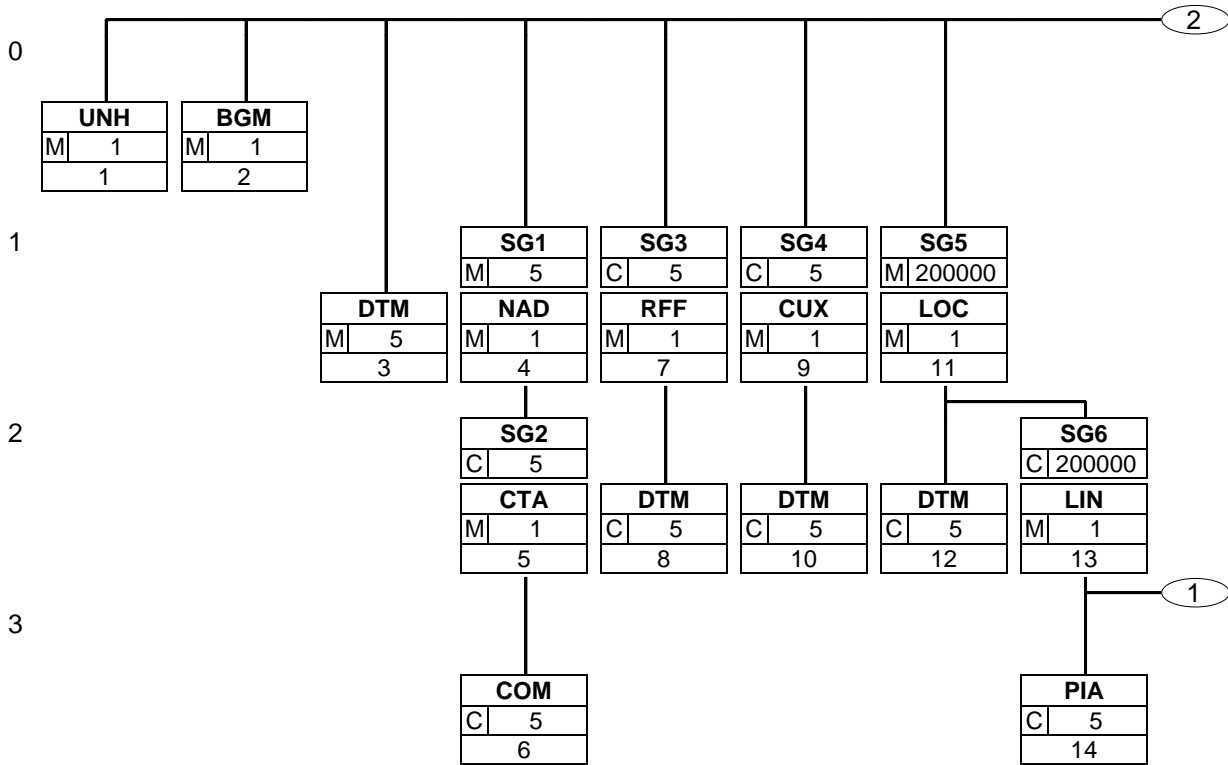 2
0
UNH BGM
M 1 M 1
1 2
1
SG1 SG3 SG4 SG5
M 5 C 5 C 5 M 200000
DTM NAD RFF CUX LOC
M 5 M 1 M 1 M 1 M 1
3 4 7 9 11
2
SG2 SG6
C 5 C 200000
CTA DTM DTM DTM LIN
M 1 C 5 C 5 C 5 M 1
5 8 10 12 13
1
3
COM PIA
C 5 C 5
6 14